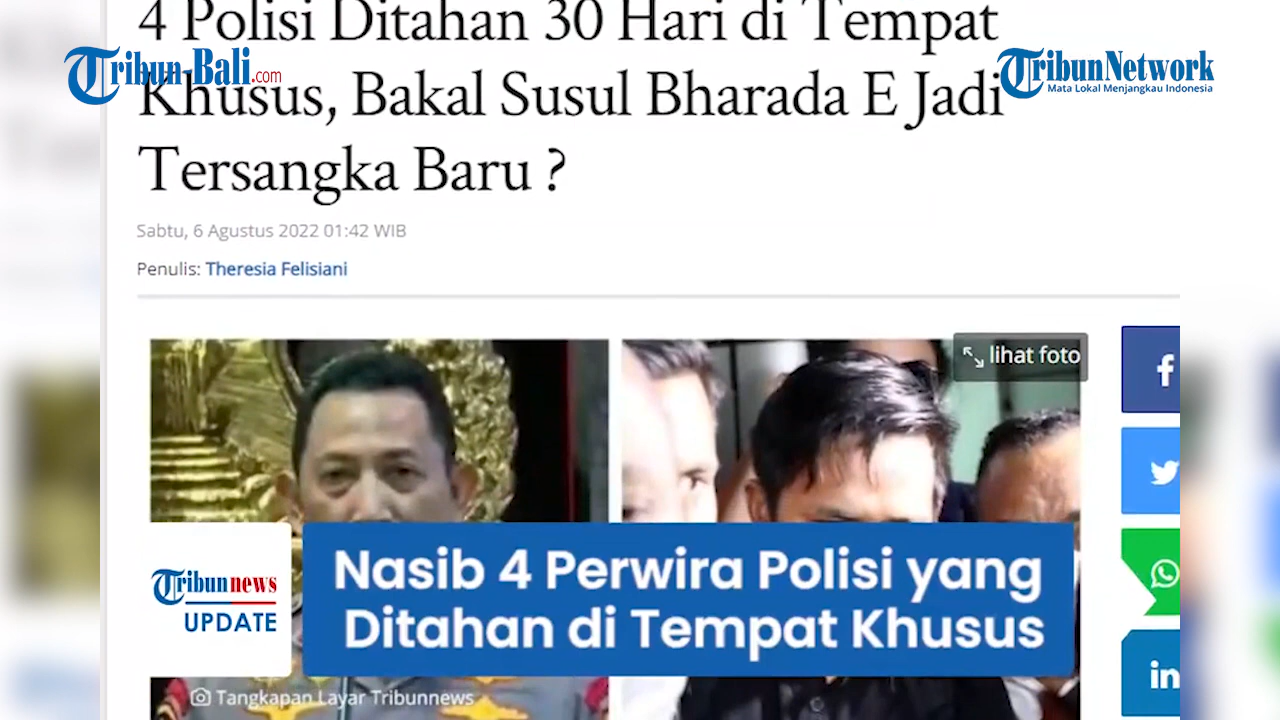 4 Polisi Ditahan 30 Hari di Tempat
Tribun-Bali.com
TribunNetwork
Mata Lokal Menjangkau Indonesia
Khusus, Bakal Susul Bharada E Jadi
Tersangka Baru ?
Sabtu, 6 Agustus 2022 01:42 WIB
Penulis: Theresia Felisiani
lihat foto
Nasib 4 Perwira Polisi yang
Ditahan di Tempat Khusus
Tribunnews
UPDATE
Tangkapan Layar Tribunnews